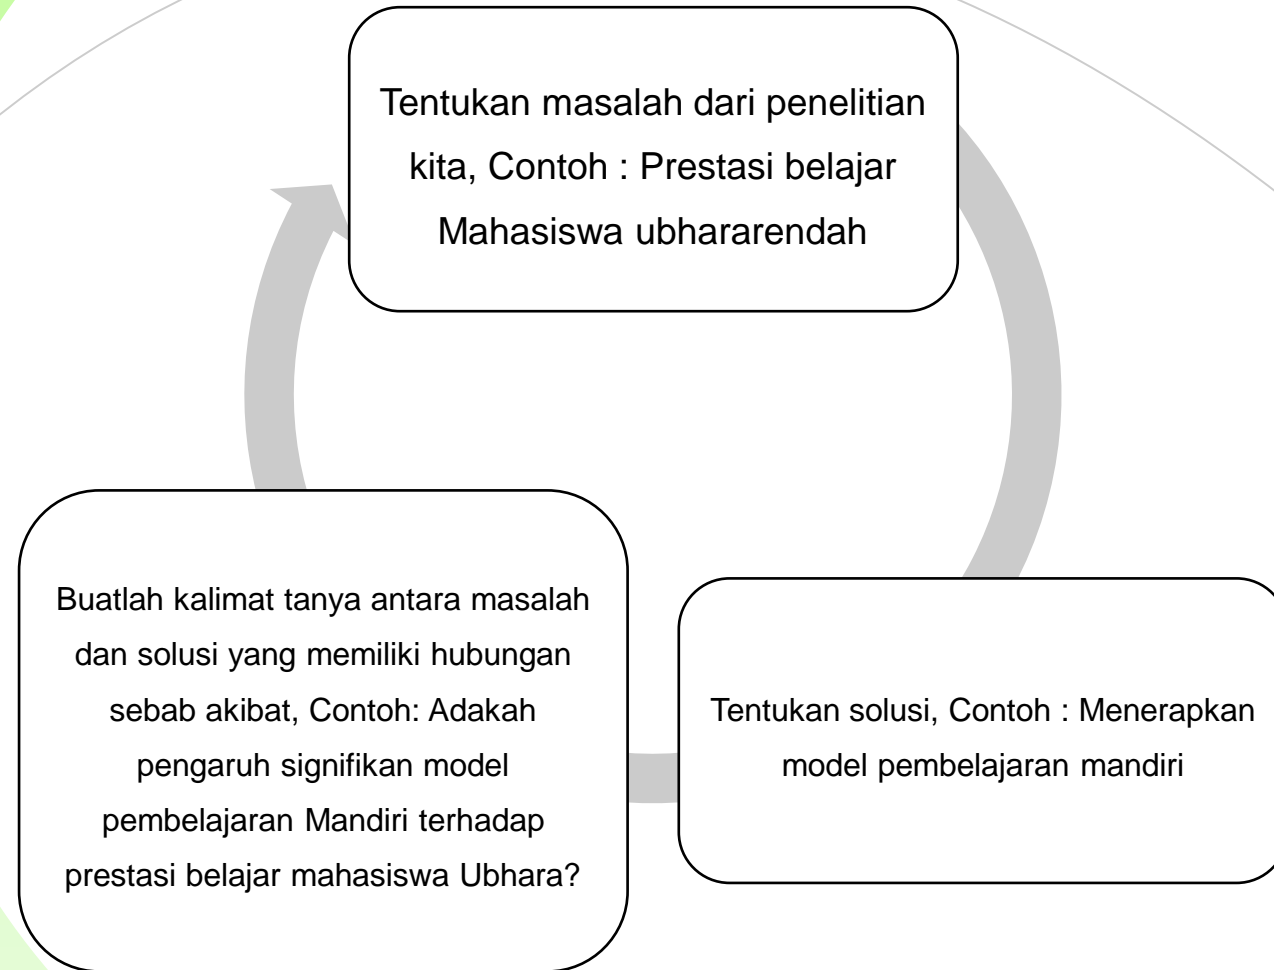 Tentukan masalah dari penelitian
kita, Contoh : Prestasi belajar
Mahasiswa ubhararendah
Tentukan solusi, Contoh : Menerapkan
model pembelajaran mandiri
Buatlah kalimat tanya antara masalah
dan solusi yang memiliki hubungan
sebab akibat, Contoh: Adakah
pengaruh signifikan model
pembelajaran Mandiri terhadap
prestasi belajar mahasiswa Ubhara?